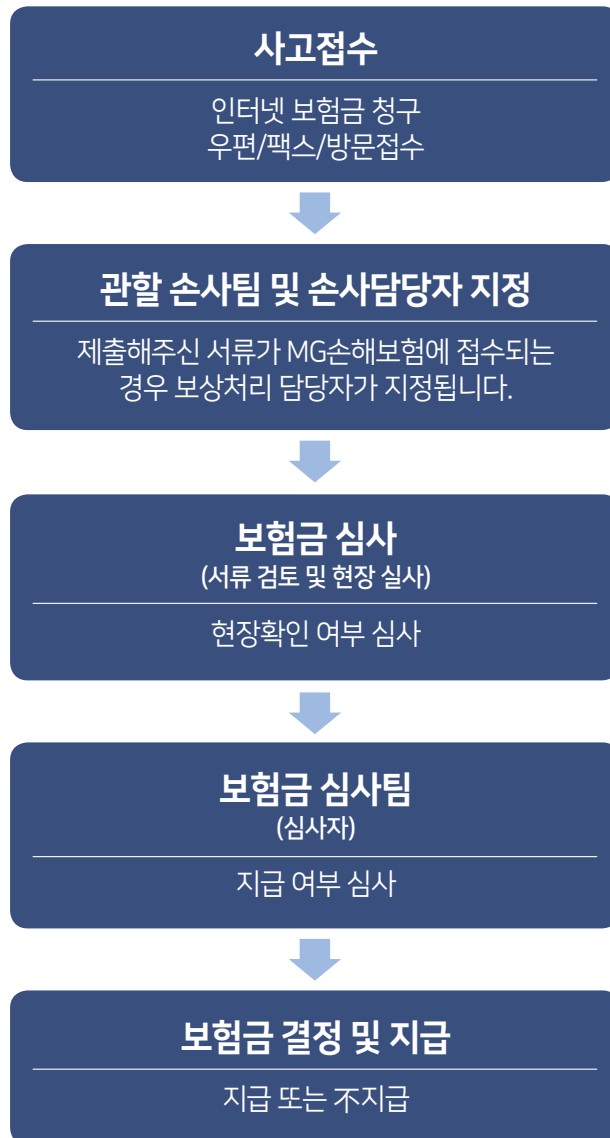 사고접수
인터넷 보험금 청구
우편/팩스/방문접수
관할 손사팀 및 손사담당자 지정
제출해주신 서류가 MG손해보험에 접수되는
경우 보상처리 담당자가 지정됩니다.
보험금 심사
(서류 검토 및 현장 실사)
현장확인 여부 심사
보험금 심사팀
(심사자)
지급 여부 심사
보험금 결정 및 지급
지급 또는 不지급